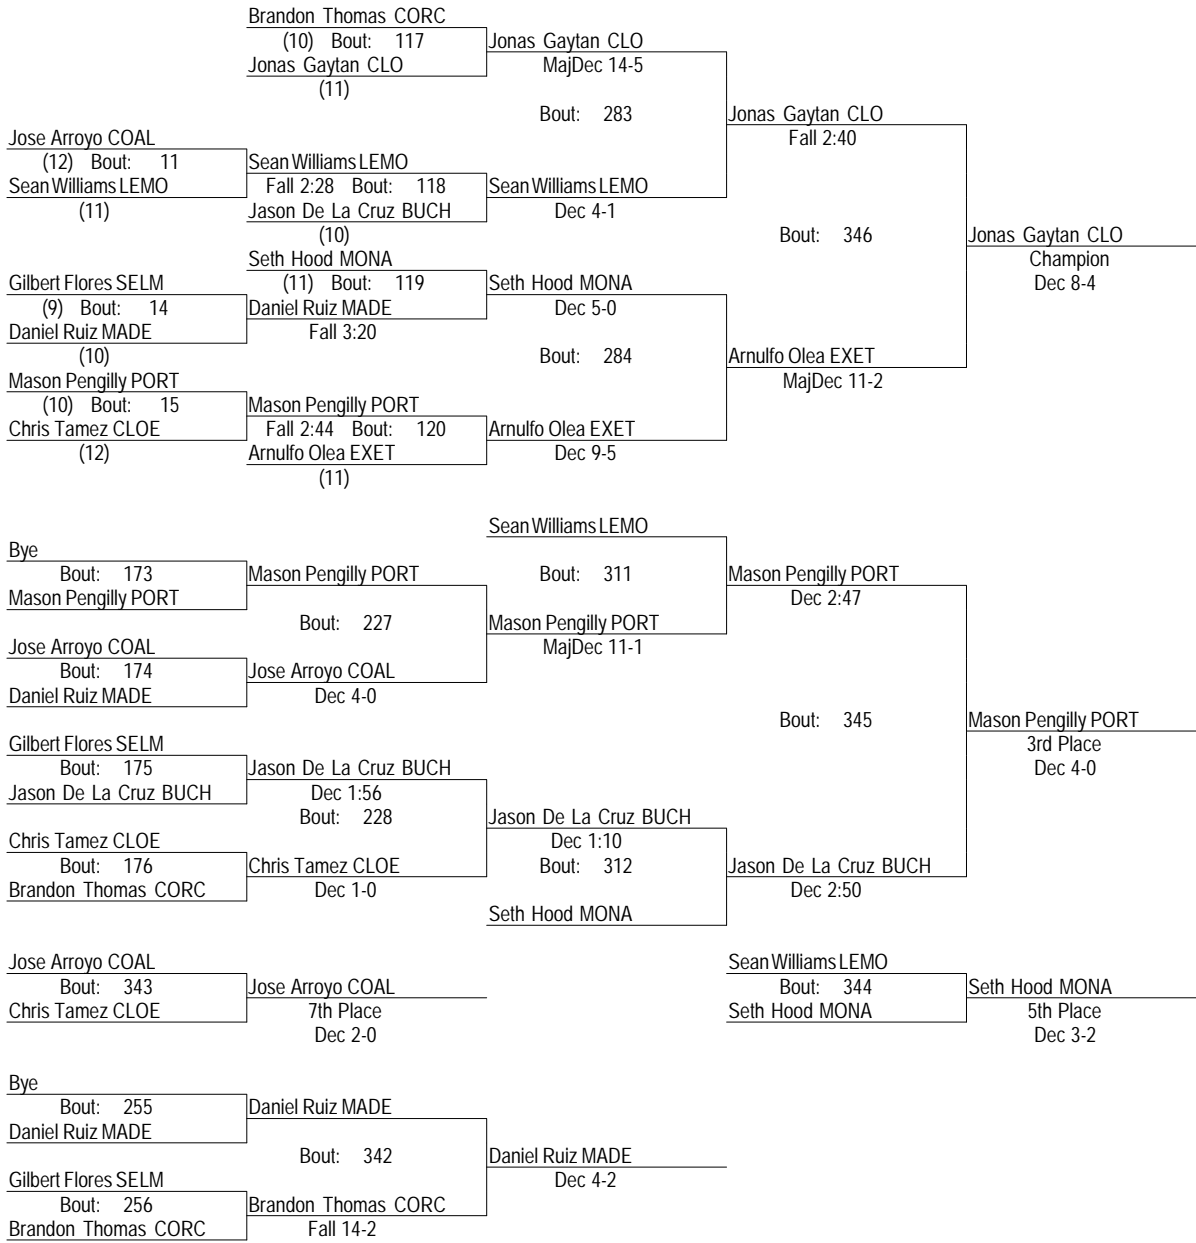 Brandon Thomas CORC
(10) Bout: 117 Jonas Gaytan CLO
Jonas Gaytan CLO MajDec 14-5
(11)
Bout: 283 Jonas Gaytan CLO
Jose Arroyo COAL Fall 2:40
(12) Bout: 11 Sean Williams LEMO
Sean Williams LEMO Fall 2:28 Bout: 118 Sean Williams LEMO
(11) Jason De La Cruz BUCH Dec 4-1
(10) Bout: 346 Jonas Gaytan CLO
Seth Hood MONA Champion
Gilbert Flores SELM (11) Bout: 119 Seth Hood MONA Dec 8-4
(9) Bout: 14 Daniel Ruiz MADE Dec 5-0
Daniel Ruiz MADE Fall 3:20
(10) Bout: 284 Arnulfo Olea EXET
Mason Pengilly PORT MajDec 11-2
(10) Bout: 15 Mason Pengilly PORT
Chris Tamez CLOE Fall 2:44 Bout: 120 Arnulfo Olea EXET
(12) Arnulfo Olea EXET Dec 9-5
(11)
Sean Williams LEMO
Bye
Bout: 173 Mason Pengilly PORT Bout: 311 Mason Pengilly PORT
Mason Pengilly PORT Dec 2:47
Bout: 227 Mason Pengilly PORT
Jose Arroyo COAL MajDec 11-1
Bout: 174 Jose Arroyo COAL
Daniel Ruiz MADE Dec 4-0
Bout: 345 Mason Pengilly PORT
Gilbert Flores SELM 3rd Place
Bout: 175 Jason De La Cruz BUCH Dec 4-0
Jason De La Cruz BUCH Dec 1:56
Bout: 228 Jason De La Cruz BUCH
Chris Tamez CLOE Dec 1:10
Bout: 176 Chris Tamez CLOE Bout: 312 Jason De La Cruz BUCH
Brandon Thomas CORC Dec 1-0 Dec 2:50
Seth Hood MONA
Jose Arroyo COAL Sean Williams LEMO
Bout: 343 Jose Arroyo COAL Bout: 344 Seth Hood MONA
Chris Tamez CLOE 7th Place Seth Hood MONA 5th Place
Dec 2-0 Dec 3-2
Bye
Bout: 255 Daniel Ruiz MADE
Daniel Ruiz MADE
Bout: 342 Daniel Ruiz MADE
Gilbert Flores SELM Dec 4-2
Bout: 256 Brandon Thomas CORC
Brandon Thomas CORC Fall 14-2